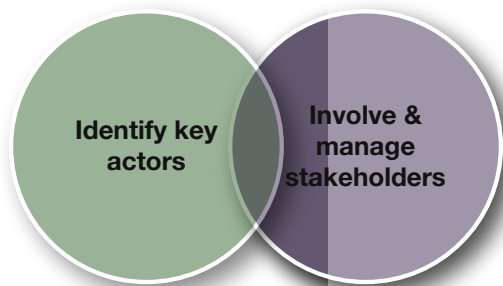 Identify key
actors
Involve &
manage
stakeholders